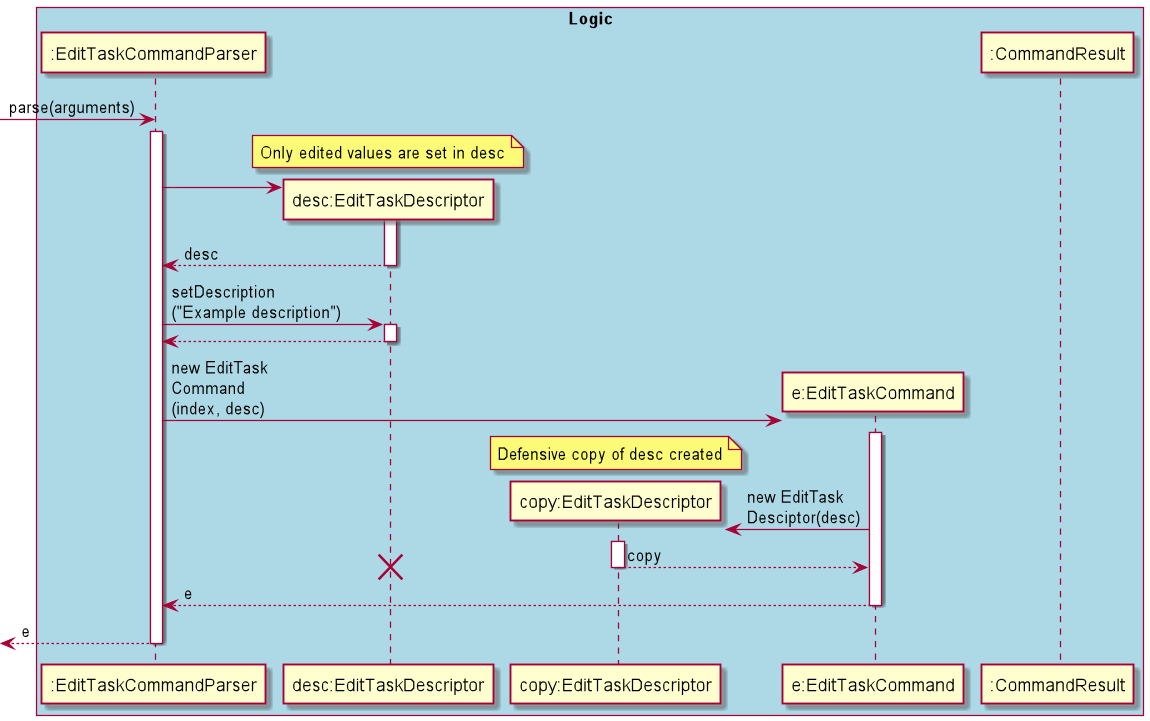 Logic
:EditTaskCommandParser
:CommandResult
parse(arguments)
Only edited values are set in desc
desc:EditTaskDescriptor
desc
setDescription
("Example description")
new EditTask
Command
(index, desc)
e:EditTaskCommand
Defensive copy of desc created
copy:EditTaskDescriptor
new EditTask
Desciptor(desc)
copy
e
e
:EditTaskCommandParser
desc:EditTaskDescriptor
copy:EditTaskDescriptor
e:EditTaskCommand
:CommandResult